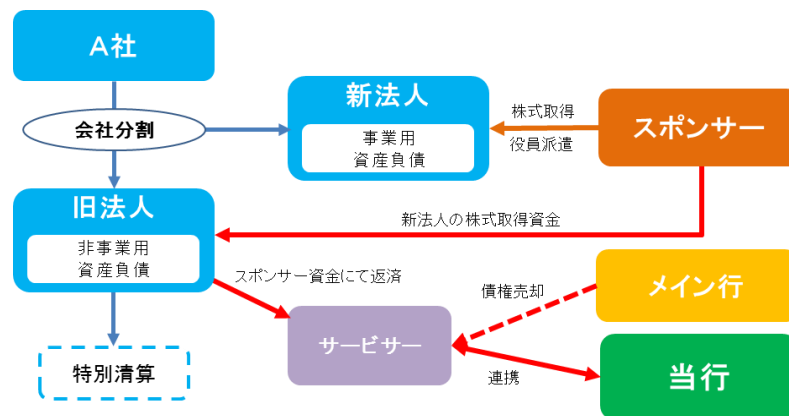 A社
会社分割
新法人
事業用
資産負債
株式取得
役員派遣
スポンサー
旧法人
非事業用
資産負債
新法人の株式取得資金
スポンサー資金にて返済
債権売却
メイン行
サービサー
連携
当行
特別清算